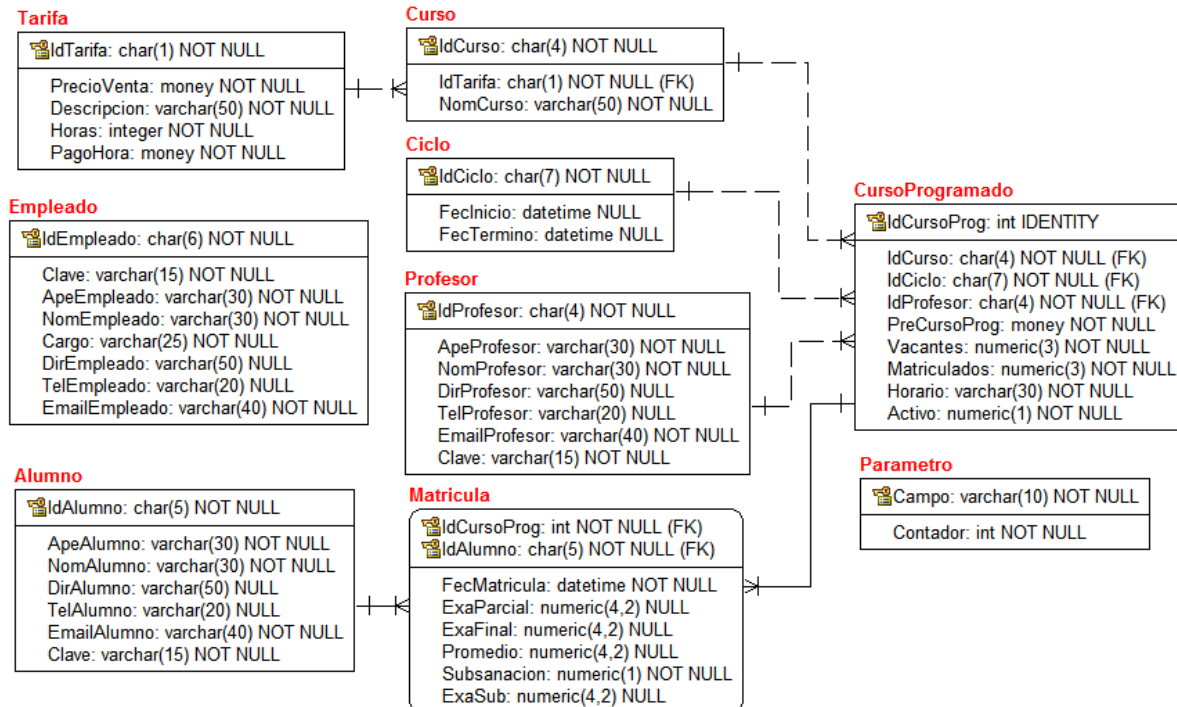 Tarifa
IdTarifa: char(1) NOT NULL
PrecioVenta: money NOT NULL
Descripcion: varchar(50) NOT NULL
Horas: integer NOT NULL
PagoHora: money NOT NULL
Curso
IdCurso: char(4) NOT NULL
IdTarifa: char(1) NOT NULL (FK)
NomCurso: varchar(50) NOT NULL
Ciclo
IdCiclo: char(7) NOT NULL
FecInicio: datetime NULL
FecTermino: datetime NULL
Empleado
IdEmpleado: char(6) NOT NULL
Clave: varchar(15) NOT NULL
ApeEmpleado: varchar(30) NOT NULL
NomEmpleado: varchar(30) NOT NULL
Cargo: varchar(25) NOT NULL
DirEmpleado: varchar(50) NULL
TelEmpleado: varchar(20) NULL
EmailEmpleado: varchar(40) NOT NULL
Profesor
IdProfesor: char(4) NOT NULL
ApeProfesor: varchar(30) NOT NULL
NomProfesor: varchar(30) NOT NULL
DirProfesor: varchar(50) NULL
TelProfesor: varchar(20) NULL
EmailProfesor: varchar(40) NOT NULL
Clave: varchar(15) NOT NULL
CursoProgramado
IdCursoProg: int IDENTITY
IdCurso: char(4) NOT NULL (FK)
IdCiclo: char(7) NOT NULL (FK)
IdProfesor: char(4) NOT NULL (FK)
PreCursoProg: money NOT NULL
Vacantes: numeric(3) NOT NULL
Matriculados: numeric(3) NOT NULL
Horario: varchar(30) NOT NULL
Activo: numeric(1) NOT NULL
Alumno
IdAlumno: char(5) NOT NULL
ApeAlumno: varchar(30) NOT NULL
NomAlumno: varchar(30) NOT NULL
DirAlumno: varchar(50) NULL
TelAlumno: varchar(20) NULL
EmailAlumno: varchar(40) NOT NULL
Clave: varchar(15) NOT NULL
Matricula
IdCursoProg: int NOT NULL (FK)
IdAlumno: char(5) NOT NULL (FK)
FecMatricula: datetime NOT NULL
ExaParcial: numeric(4,2) NULL
ExaFinal: numeric(4,2) NULL
Promedio: numeric(4,2) NULL
Subsanacion: numeric(1) NOT NULL
ExaSub: numeric(4,2) NULL
Parametro
Campo: varchar(10) NOT NULL
Contador: int NOT NULL